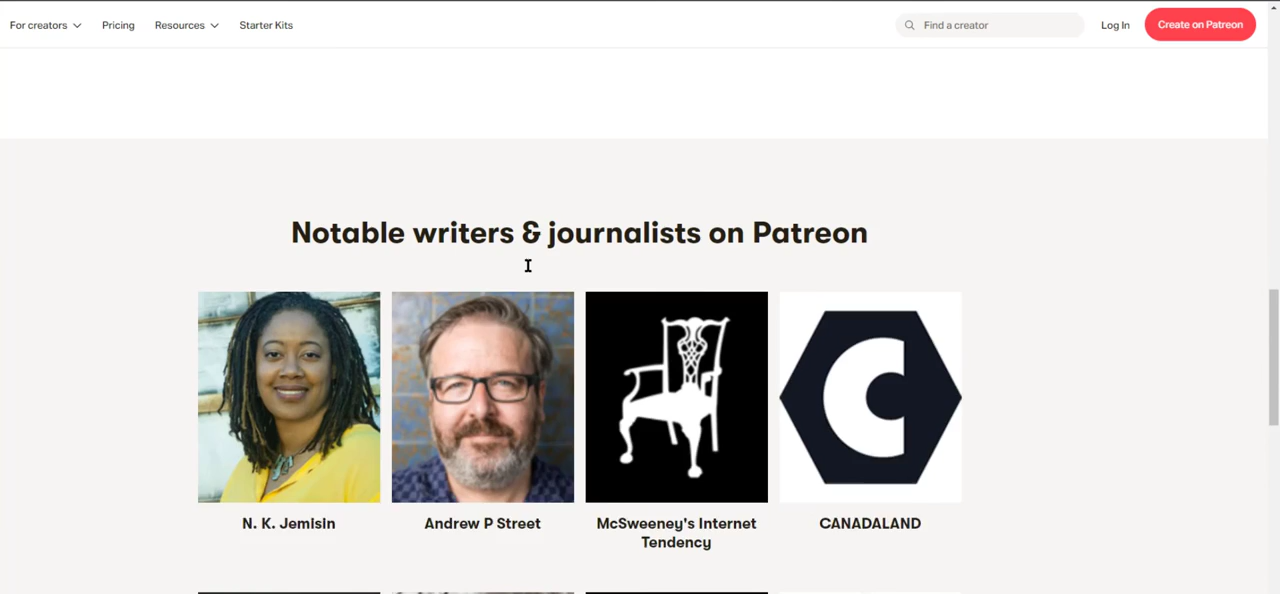 For creators Pricing Resources Starter Kits Find a creator Log In Create on Patreon
Notable writers & journalists on Patreon
N. K. Jemisin Andrew P Street McSweeney's Internet CANADALAND
Tendency